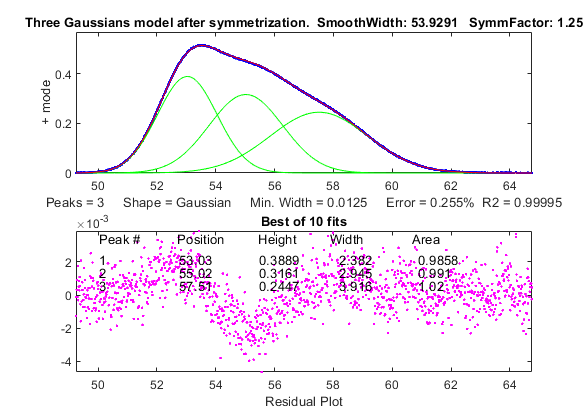 Three Gaussians model after symmetrization. SmoothWidth: 53.9291 SymmFactor: 1.25
0.4
0.2
0
+ mode
50 52 54 56 58 60 62 64
Peaks = 3 Shape = Gaussian Min. Width = 0.0125 Error = 0.255% R2 = 0.99995
×10⁻³
Best of 10 fits
Peak # Position Height Width Area
1 53.03 0.3889 2.382 0.9858
2 55.02 0.3161 2.945 0.991
3 57.51 0.2447 3.916 1.02
2
0
-2
-4
50 52 54 56 58 60 62 64
Residual Plot